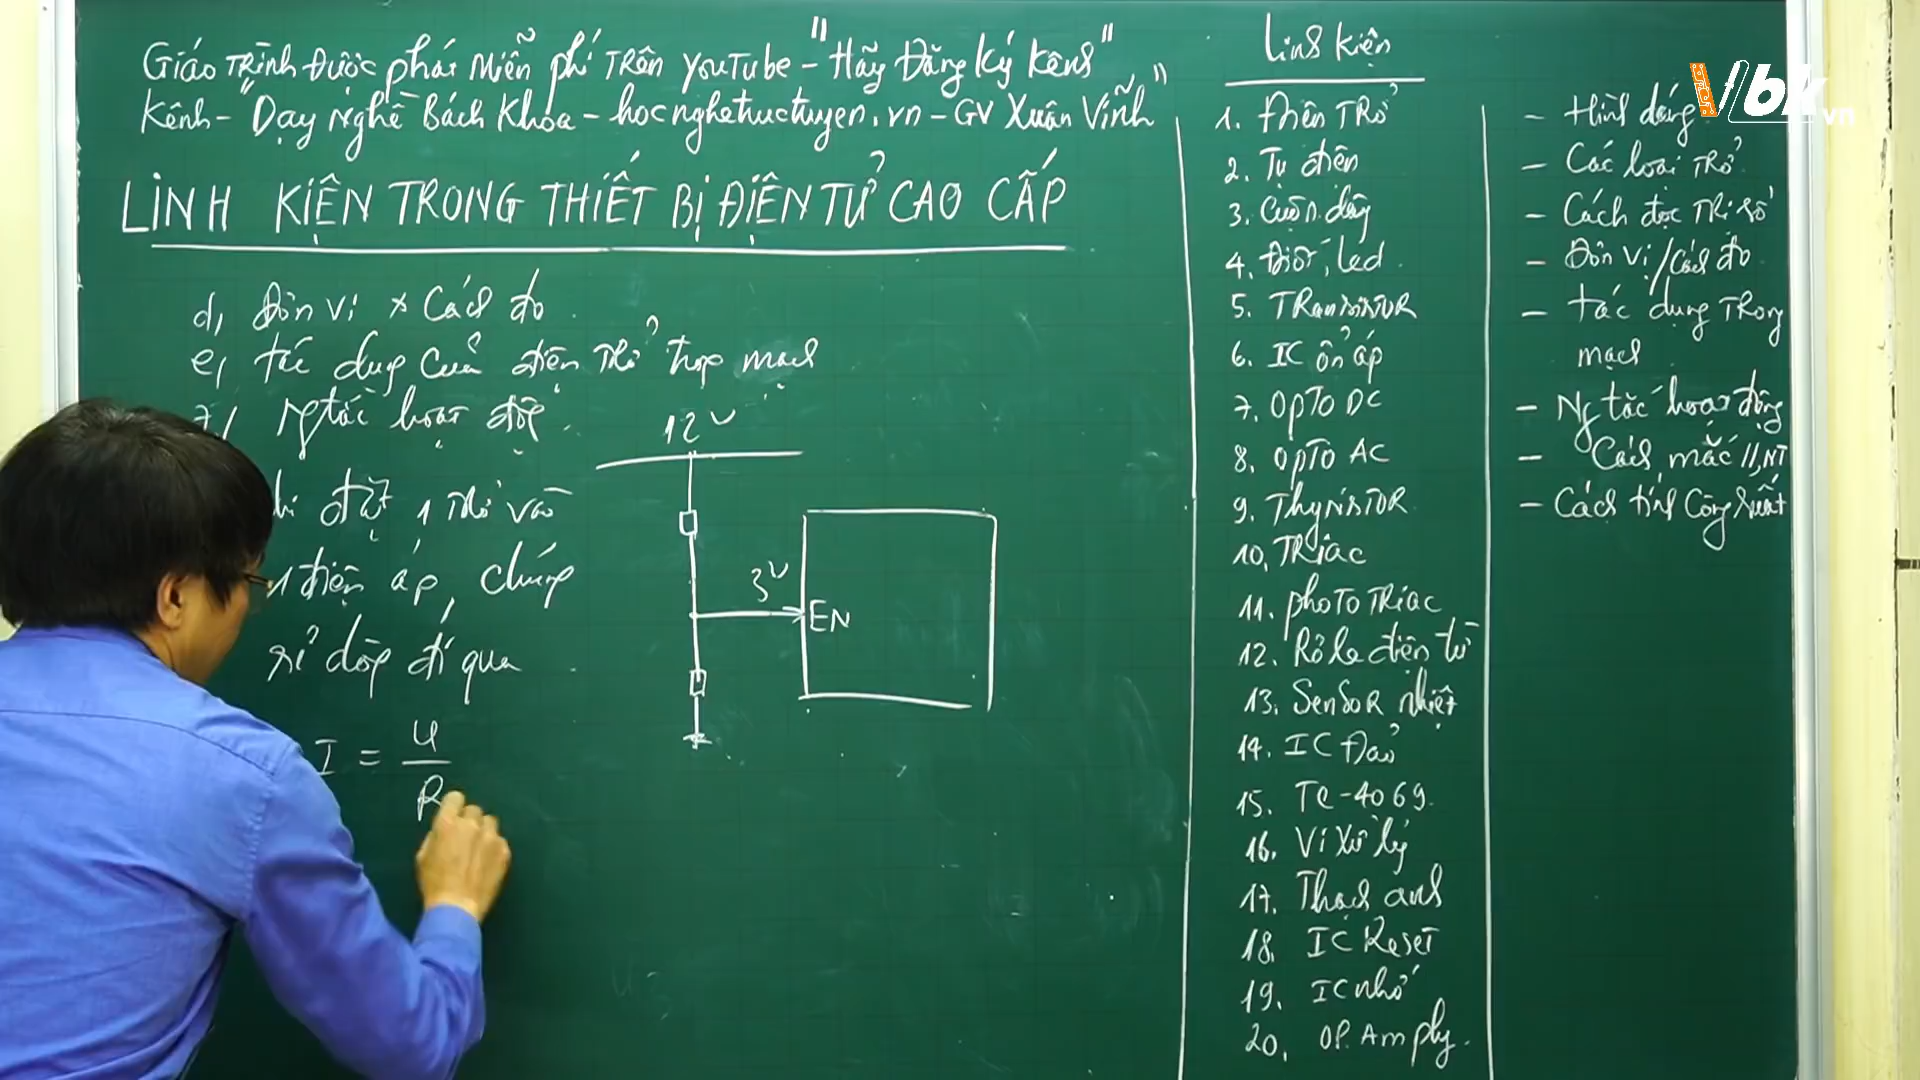 Giáo Trình Được phát Miễn phí Trên YouTube - "Hãy Đăng Ký Kênh"
Kênh - "Dạy Nghề Bách Khoa - hocnghetructuyen.vn - GV Xuân Vinh"
LINH KIỆN TRONG THIẾT BỊ ĐIỆN TỬ CAO CẤP
d, Đơn vị × Cách đo
e, tác dụng của điện trở trong mạch
Ng tắc hoạt động
đặt 1 trở vào
1 điện áp, chúng
sẽ dòng đi qua
I = U
R
12V
3V
EN
Linh kiện
1. Điện Trở
2. Tụ điện
3. Cuộn dây
4. Điốt, Led
5. Tranisistor
6. IC ổn áp
7. OPTO DC
8. OPTO AC
9. Thyristor
10. TRiac
11. photo TRiac
12. Rơ le điện từ
13. Sensor nhiệt
14. IC Đảo
15. TC-4069.
16. Vi Xử lý
17. Thạch anh
18. IC Reset
19. IC nhớ
20. OP. Amply.
- Hình dáng
- Các loại trở
- Cách đọc Trị số
- Đơn vị / Cách đo
- tác dụng Trong
mạch
- Ng tắc hoạt động
- Cách mắc //, NT
- Cách tính Công suất
Vbk.vn